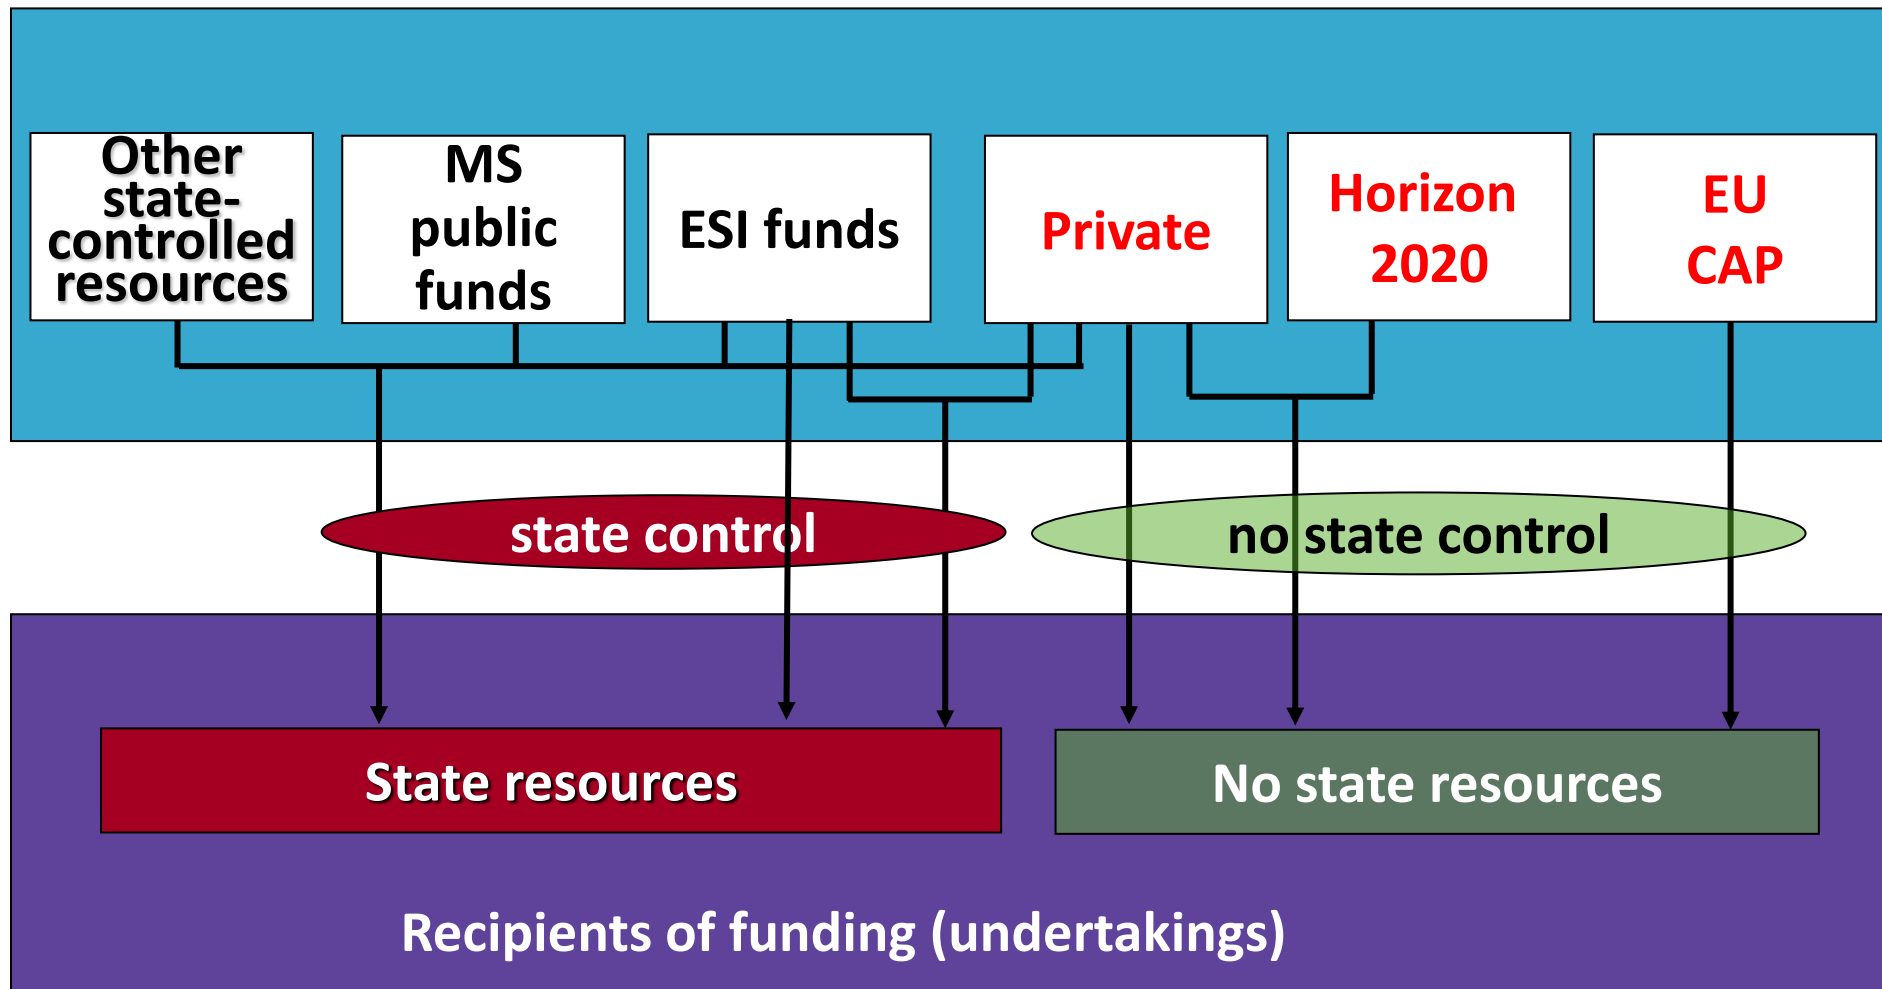 Other
state-
controlled
resources
MS
public
funds
ESI funds
Private
Horizon
2020
EU
CAP
state control
no state control
State resources
No state resources
Recipients of funding (undertakings)